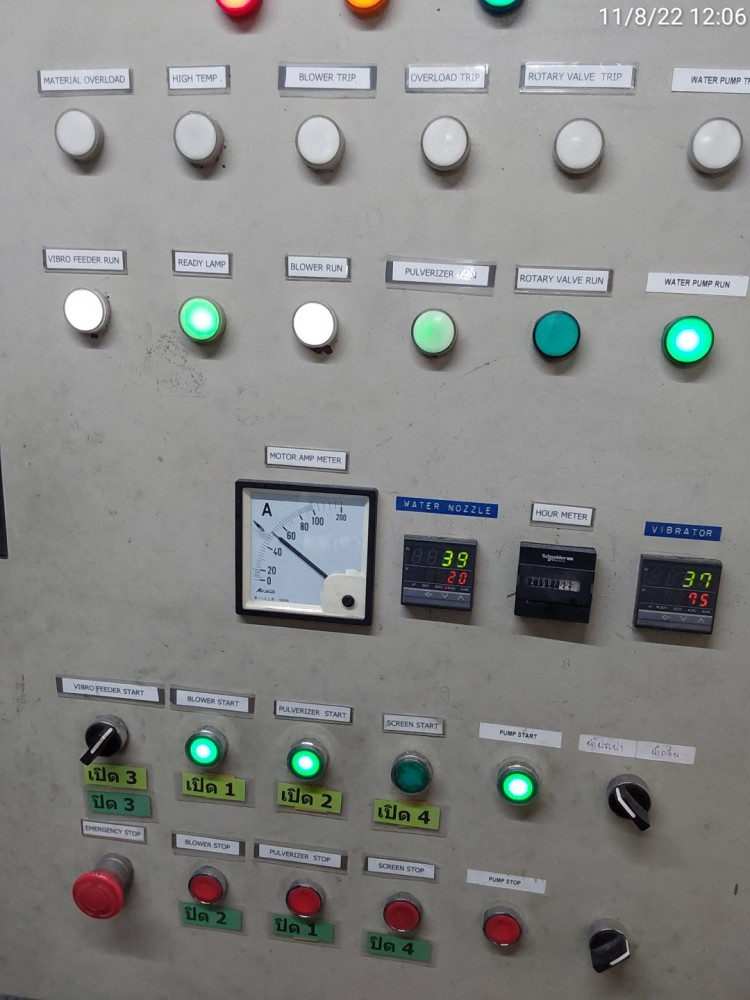 11/8/22 12:06
MATERIAL OVERLOAD
HIGH TEMP.
BLOWER TRIP
OVERLOAD TRIP
ROTARY VALVE TRIP
WATER PUMP
VIBRO FEEDER RUN
READY LAMP
BLOWER RUN
PULVERIZER
ROTARY VALVE RUN
WATER PUMP RUN
MOTOR AMP METER
A
0
20
40
60
80
100
200
WATER NOZZLE
39
20
HOUR METER
Schneider
VIBRATOR
37
75
VIBRO FEEDER START
BLOWER START
PULVERIZER START
SCREEN START
PUMP START
เปิด 3
ปิด 3
เปิด 1
เปิด 2
เปิด 4
EMERGENCY STOP
BLOWER STOP
PULVERIZER STOP
SCREEN STOP
PUMP STOP
ปิด 2
ปิด 1
ปิด 4